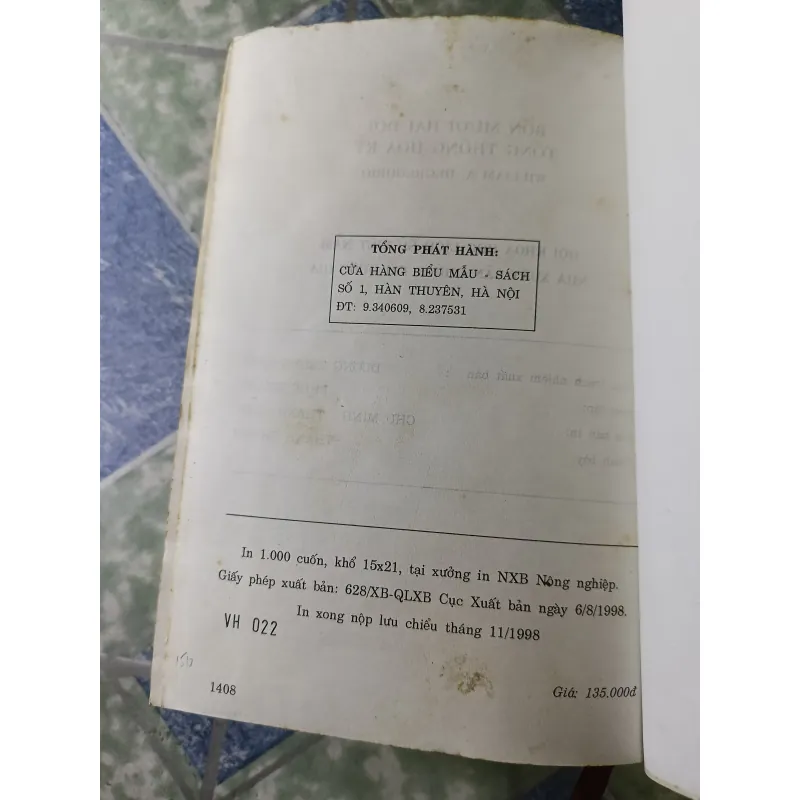 TỔNG PHÁT HÀNH:
CỬA HÀNG BIỂU MẪU - SÁCH
SỐ 1, HÀN THUYÊN, HÀ NỘI
ĐT: 9.340609, 8.237531
In 1.000 cuốn, khổ 15x21, tại xưởng in NXB Nông nghiệp.
Giấy phép xuất bản: 628/XB-QLXB Cục Xuất bản ngày 6/8/1998.
In xong nộp lưu chiểu tháng 11/1998
VH 022
1408
Giá: 135.000đ